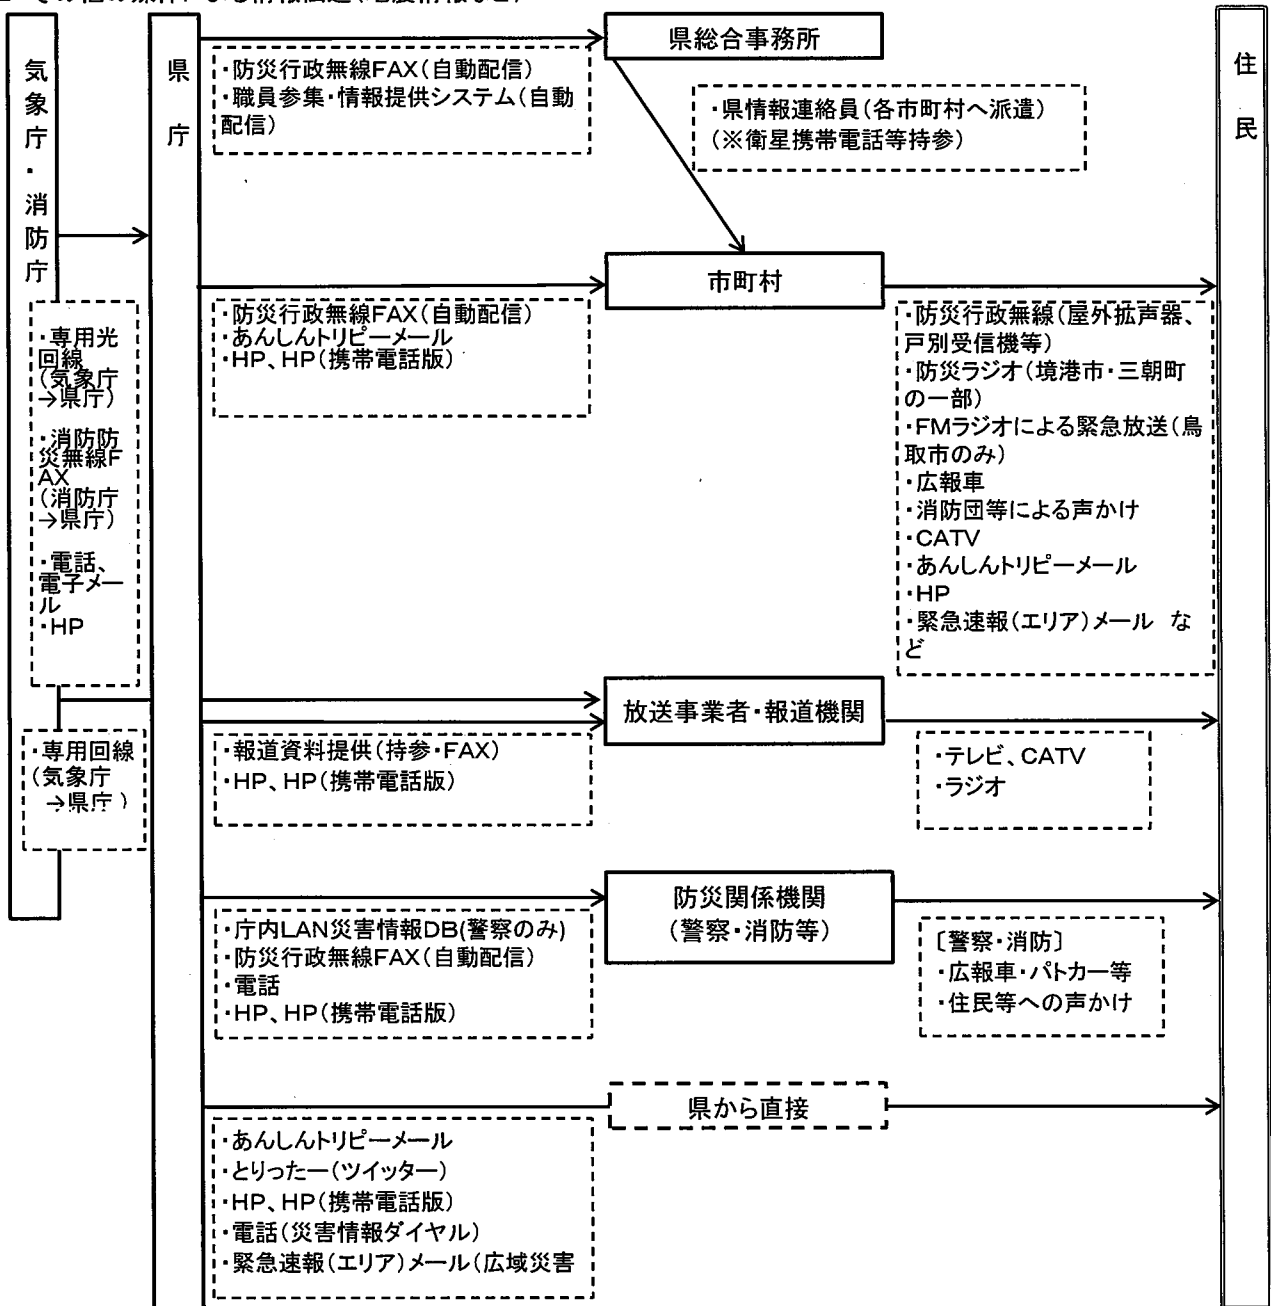 気象庁・消防庁
県庁
県総合事務所
住民
・防災行政無線FAX(自動配信)
・職員参集・情報提供システム(自動
配信)
・県情報連絡員(各市町村へ派遣)
(※衛星携帯電話等持参)
市町村
・専用光
回線
(気象庁
→県庁)
・消防防
災無線F
AX
(消防庁
→県庁)
・電話、
電子メー
ル
・HP
・防災行政無線FAX(自動配信)
・あんしんトリピーメール
・HP、HP(携帯電話版)
・防災行政無線(屋外拡声器、
戸別受信機等)
・防災ラジオ(境港市・三朝町
の一部)
・FMラジオによる緊急放送(鳥
取市のみ)
・広報車
・消防団等による声かけ
・CATV
・あんしんトリピーメール
・HP
・緊急速報(エリア)メール な
ど
放送事業者・報道機関
・専用回線
(気象庁
→県庁)
・報道資料提供(持参・FAX)
・HP、HP(携帯電話版)
・テレビ、CATV
・ラジオ
防災関係機関
(警察・消防等)
・庁内LAN災害情報DB(警察のみ)
・防災行政無線FAX(自動配信)
・電話
・HP、HP(携帯電話版)
〔警察・消防〕
・広報車・パトカー等
・住民等への声かけ
県から直接
・あんしんトリピーメール
・とりったー(ツイッター)
・HP、HP(携帯電話版)
・電話(災害情報ダイヤル)
・緊急速報(エリア)メール(広域災害